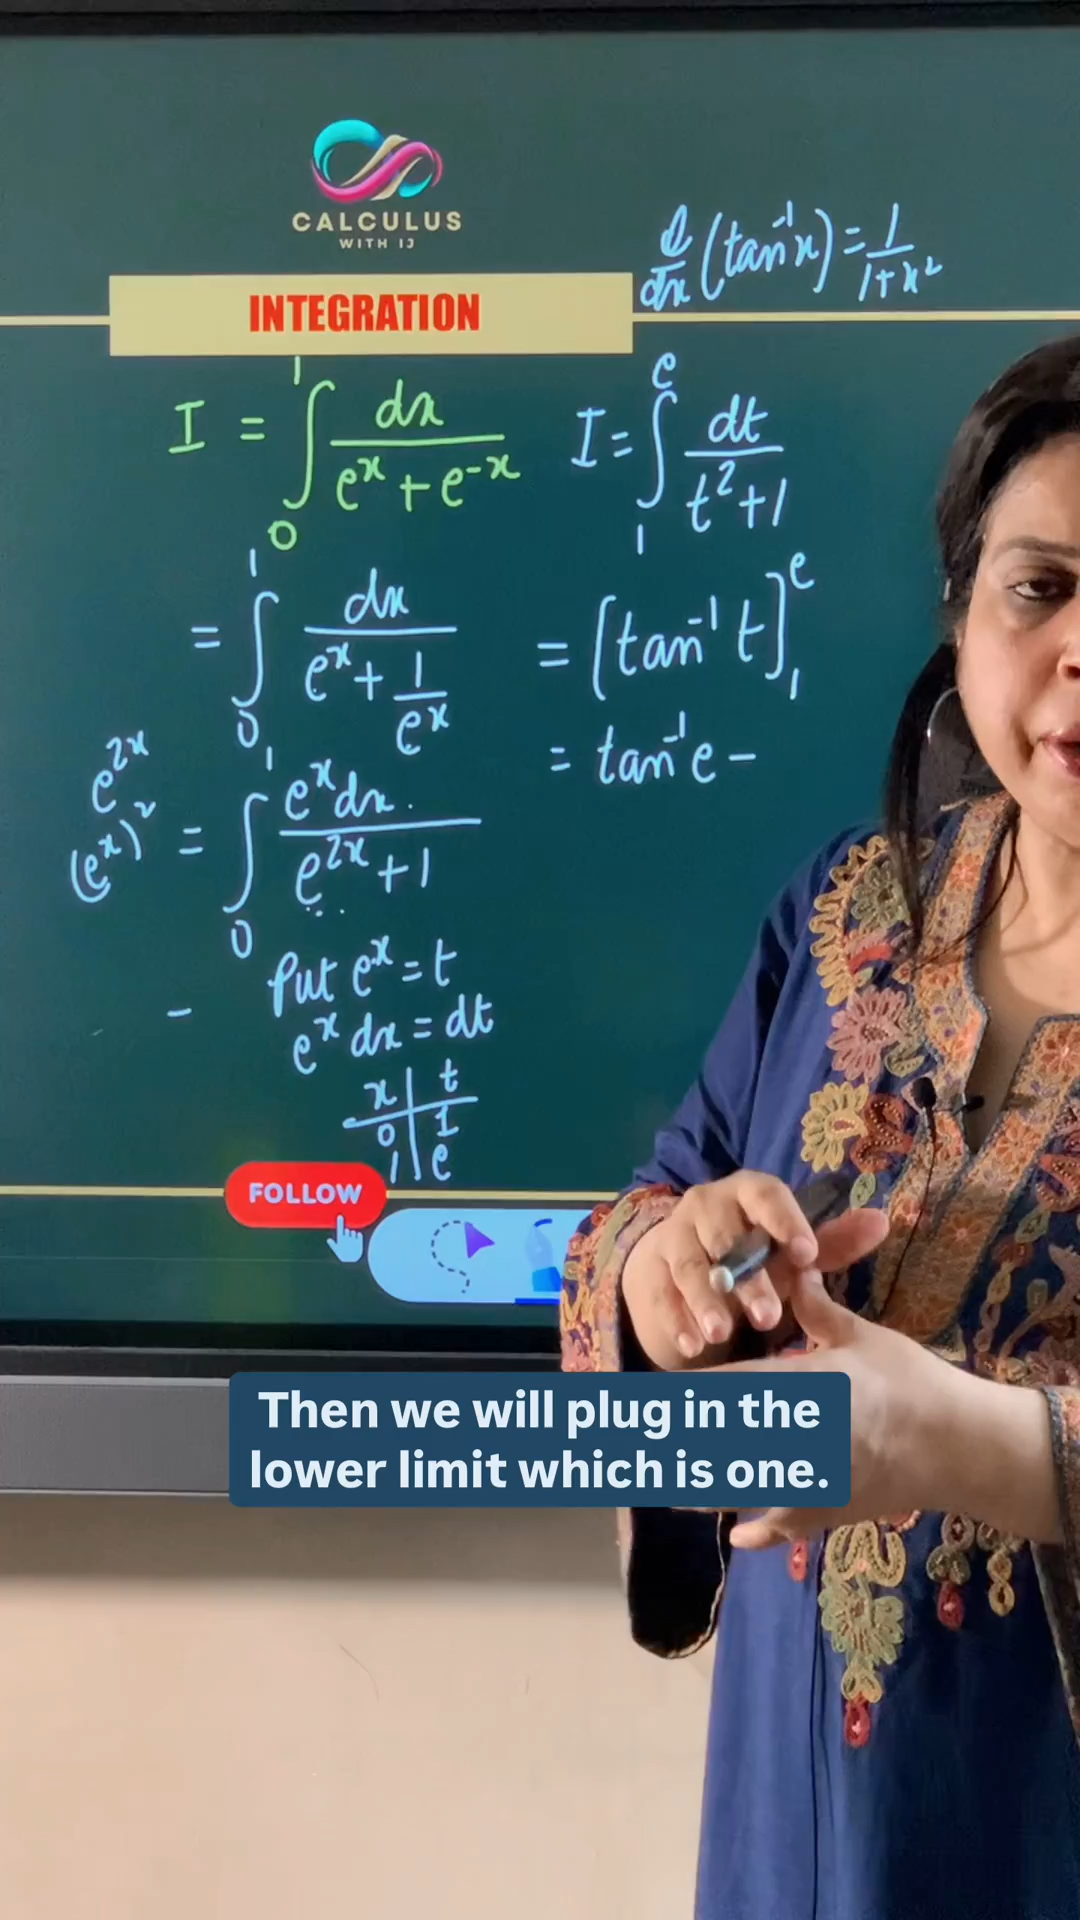 CALCULUS
WITH IJ
INTEGRATION
d/dx (tan⁻¹x) = 1/(1+x²)
I = ∫₀¹ dx/(eˣ + e⁻ˣ)
= ∫₀¹ dx/(eˣ + 1/eˣ)
e²ˣ
(eˣ)²
= ∫₀¹ eˣdx./(e²ˣ + 1)
- Put eˣ = t
eˣ dx = dt
x | t
0 | 1
1 | e
I = ∫₁ᵉ dt/(t² + 1)
= [tan⁻¹ t]₁ᵉ
= tan⁻¹e -
FOLLOW
Then we will plug in the
lower limit which is one.